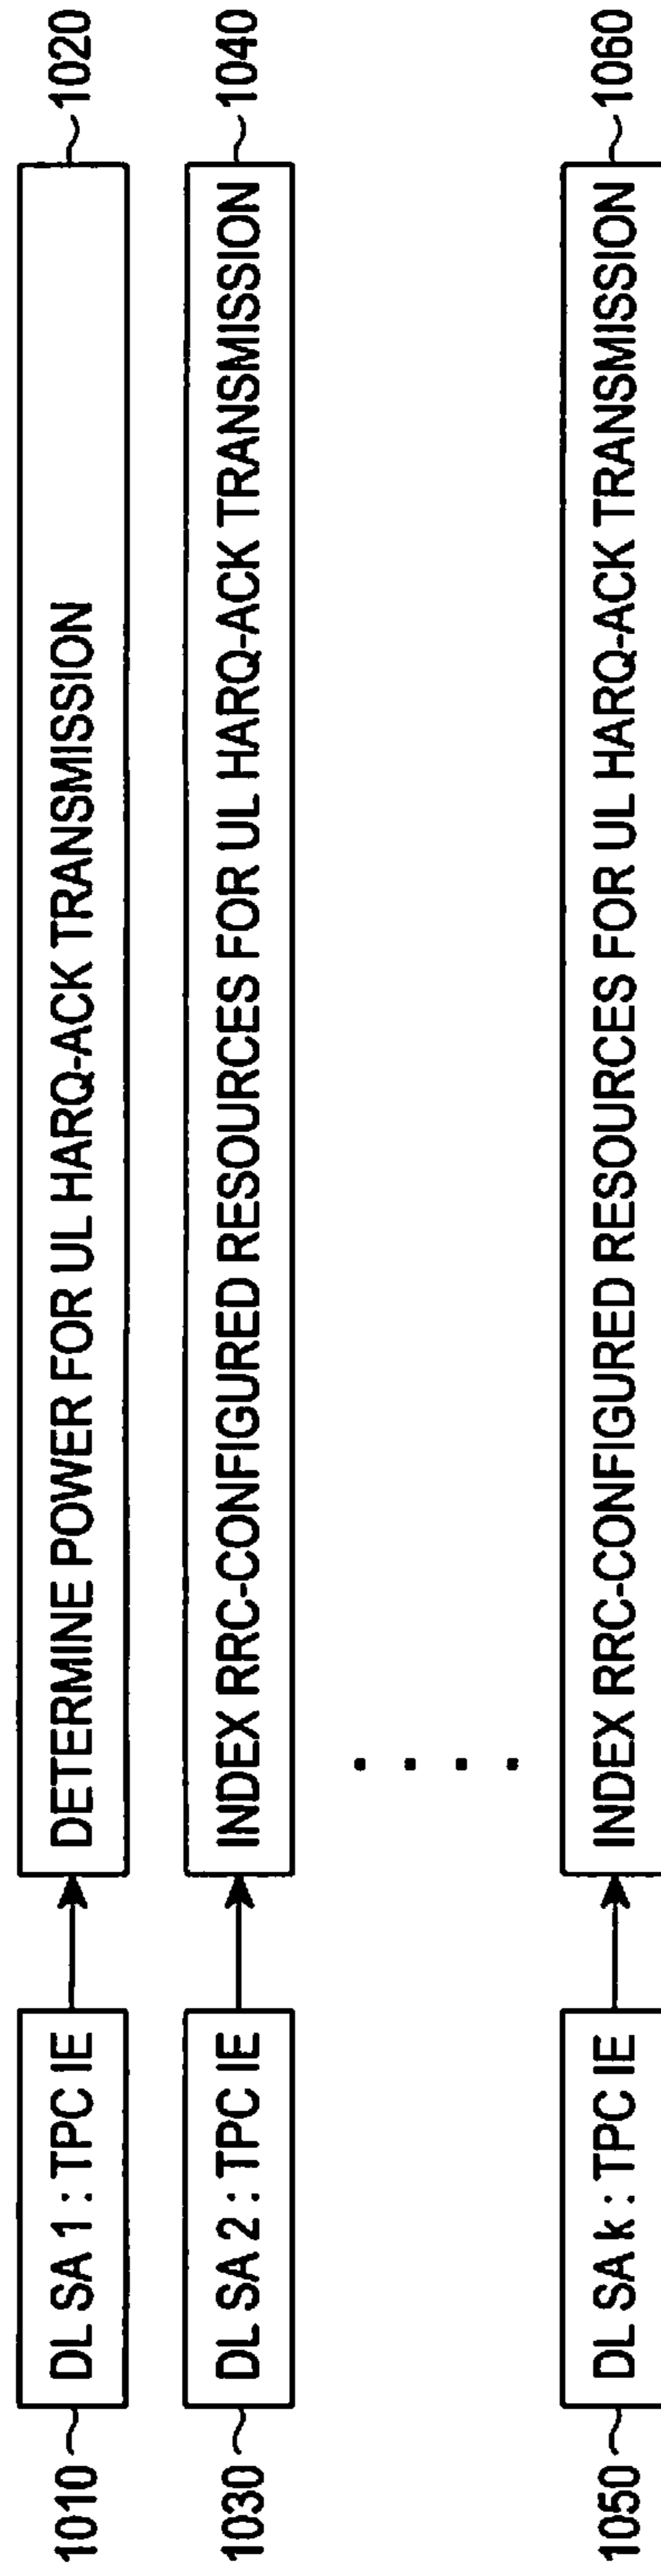 1010 DL SA 1 : TPC IE DETERMINE POWER FOR UL HARQ-ACK TRANSMISSION 1020
1030 DL SA 2 : TPC IE INDEX RRC-CONFIGURED RESOURCES FOR UL HARQ-ACK TRANSMISSION 1040
1050 DL SA k : TPC IE INDEX RRC-CONFIGURED RESOURCES FOR UL HARQ-ACK TRANSMISSION 1060